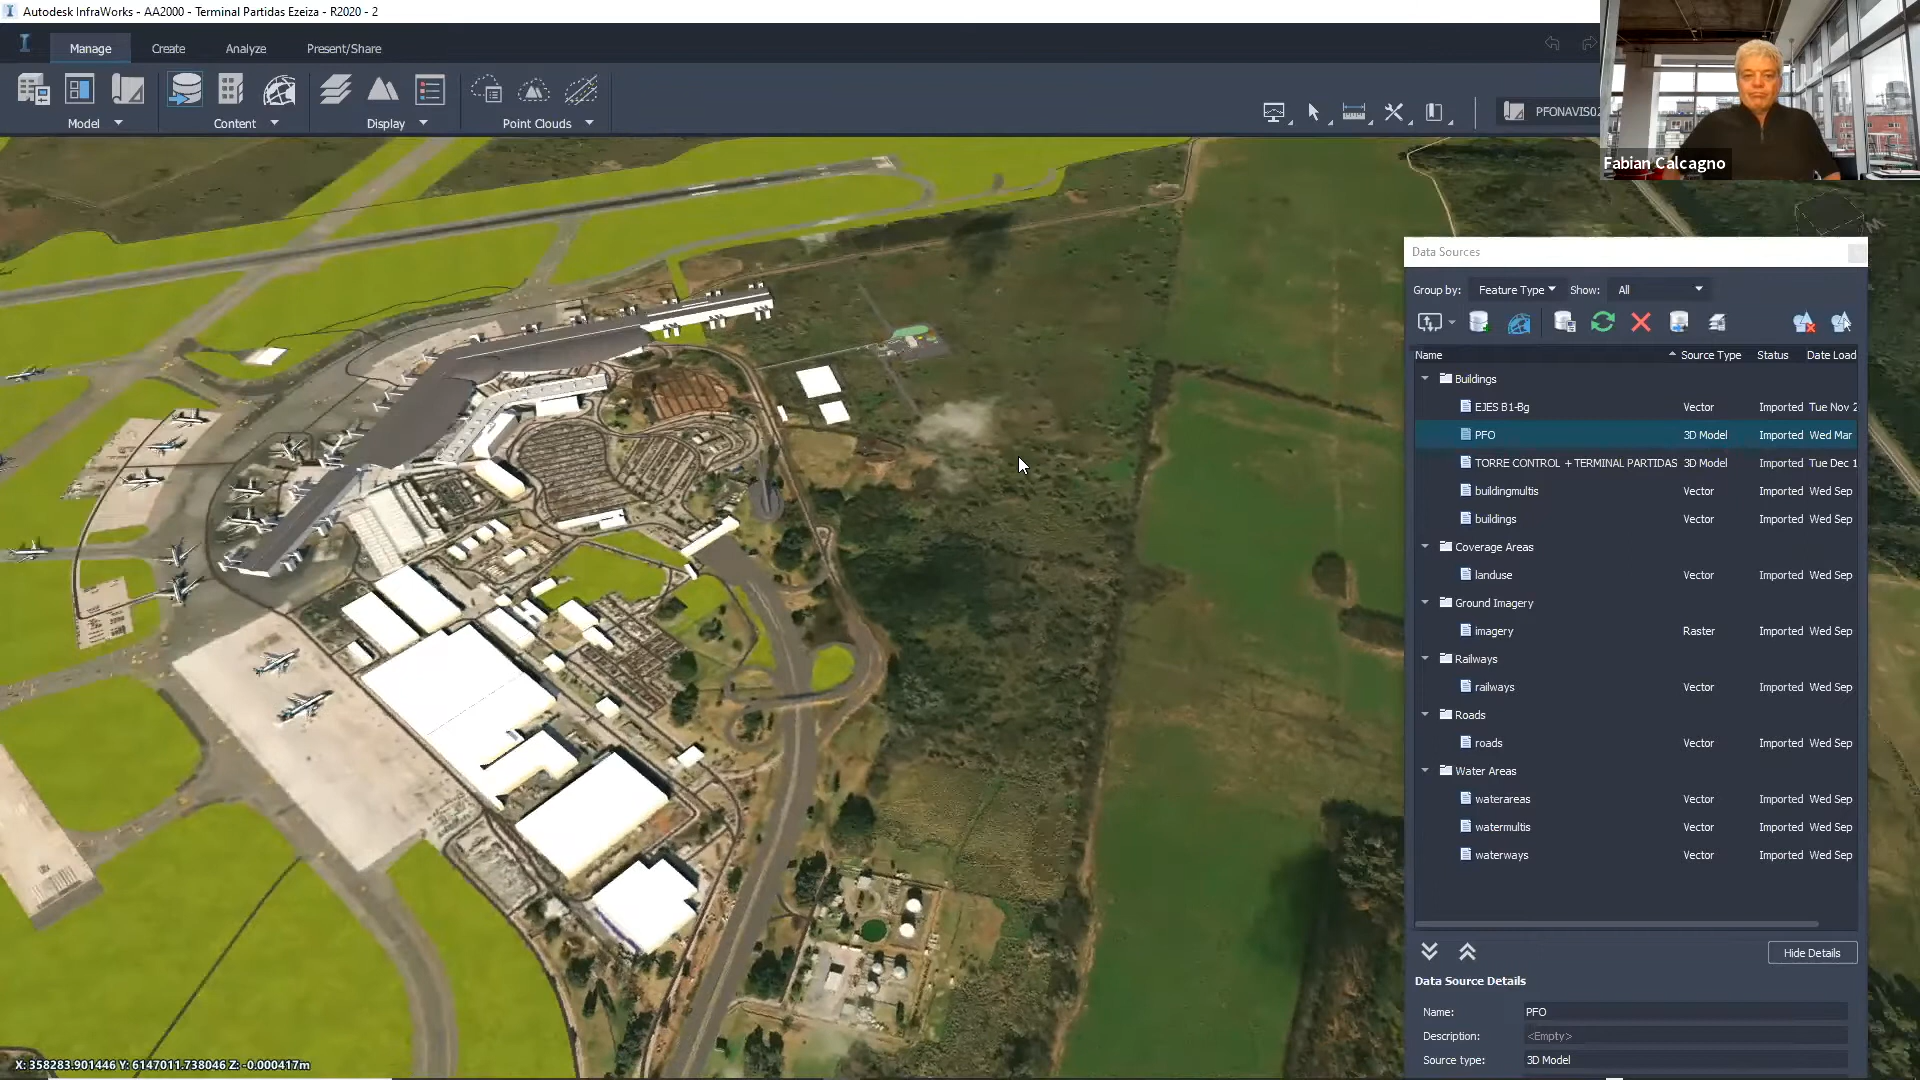 Autodesk InfraWorks - AA2000 - Terminal Partidas Ezeiza - R2020 - 2
Manage Create Analyze Present/Share
Model Content Display Point Clouds
PFONAVIS02
Fabian Calcagno
Data Sources
Group by: Feature Type Show: All
Name Source Type Status Date Load
Buildings
EJES B1-Bg Vector Imported Tue Nov 2
PFO 3D Model Imported Wed Mar
TORRE CONTROL + TERMINAL PARTIDAS 3D Model Imported Tue Dec 1
buildingmultis Vector Imported Wed Sep
buildings Vector Imported Wed Sep
Coverage Areas
landuse Vector Imported Wed Sep
Ground Imagery
imagery Raster Imported Wed Sep
Railways
railways Vector Imported Wed Sep
Roads
roads Vector Imported Wed Sep
Water Areas
waterareas Vector Imported Wed Sep
watermultis Vector Imported Wed Sep
waterways Vector Imported Wed Sep
Hide Details
Data Source Details
Name: PFO
Description: <Empty>
Source type: 3D Model
X: 358283.901446 Y: 6147011.738046 Z: -0.000417m